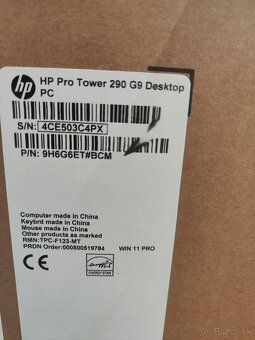 hp
HP Pro Tower 290 G9 Desktop
PC
S/N: 4CE503C4PX
P/N: 9H6G6ET#BCM
Computer made in China
Keybrd made in China
Mouse made in China
Other products as marked
RMN:TPC-F123-MT
PRDN Order:000500519784 WIN 11 PRO
CE
ENERGY STAR
bazos.sk